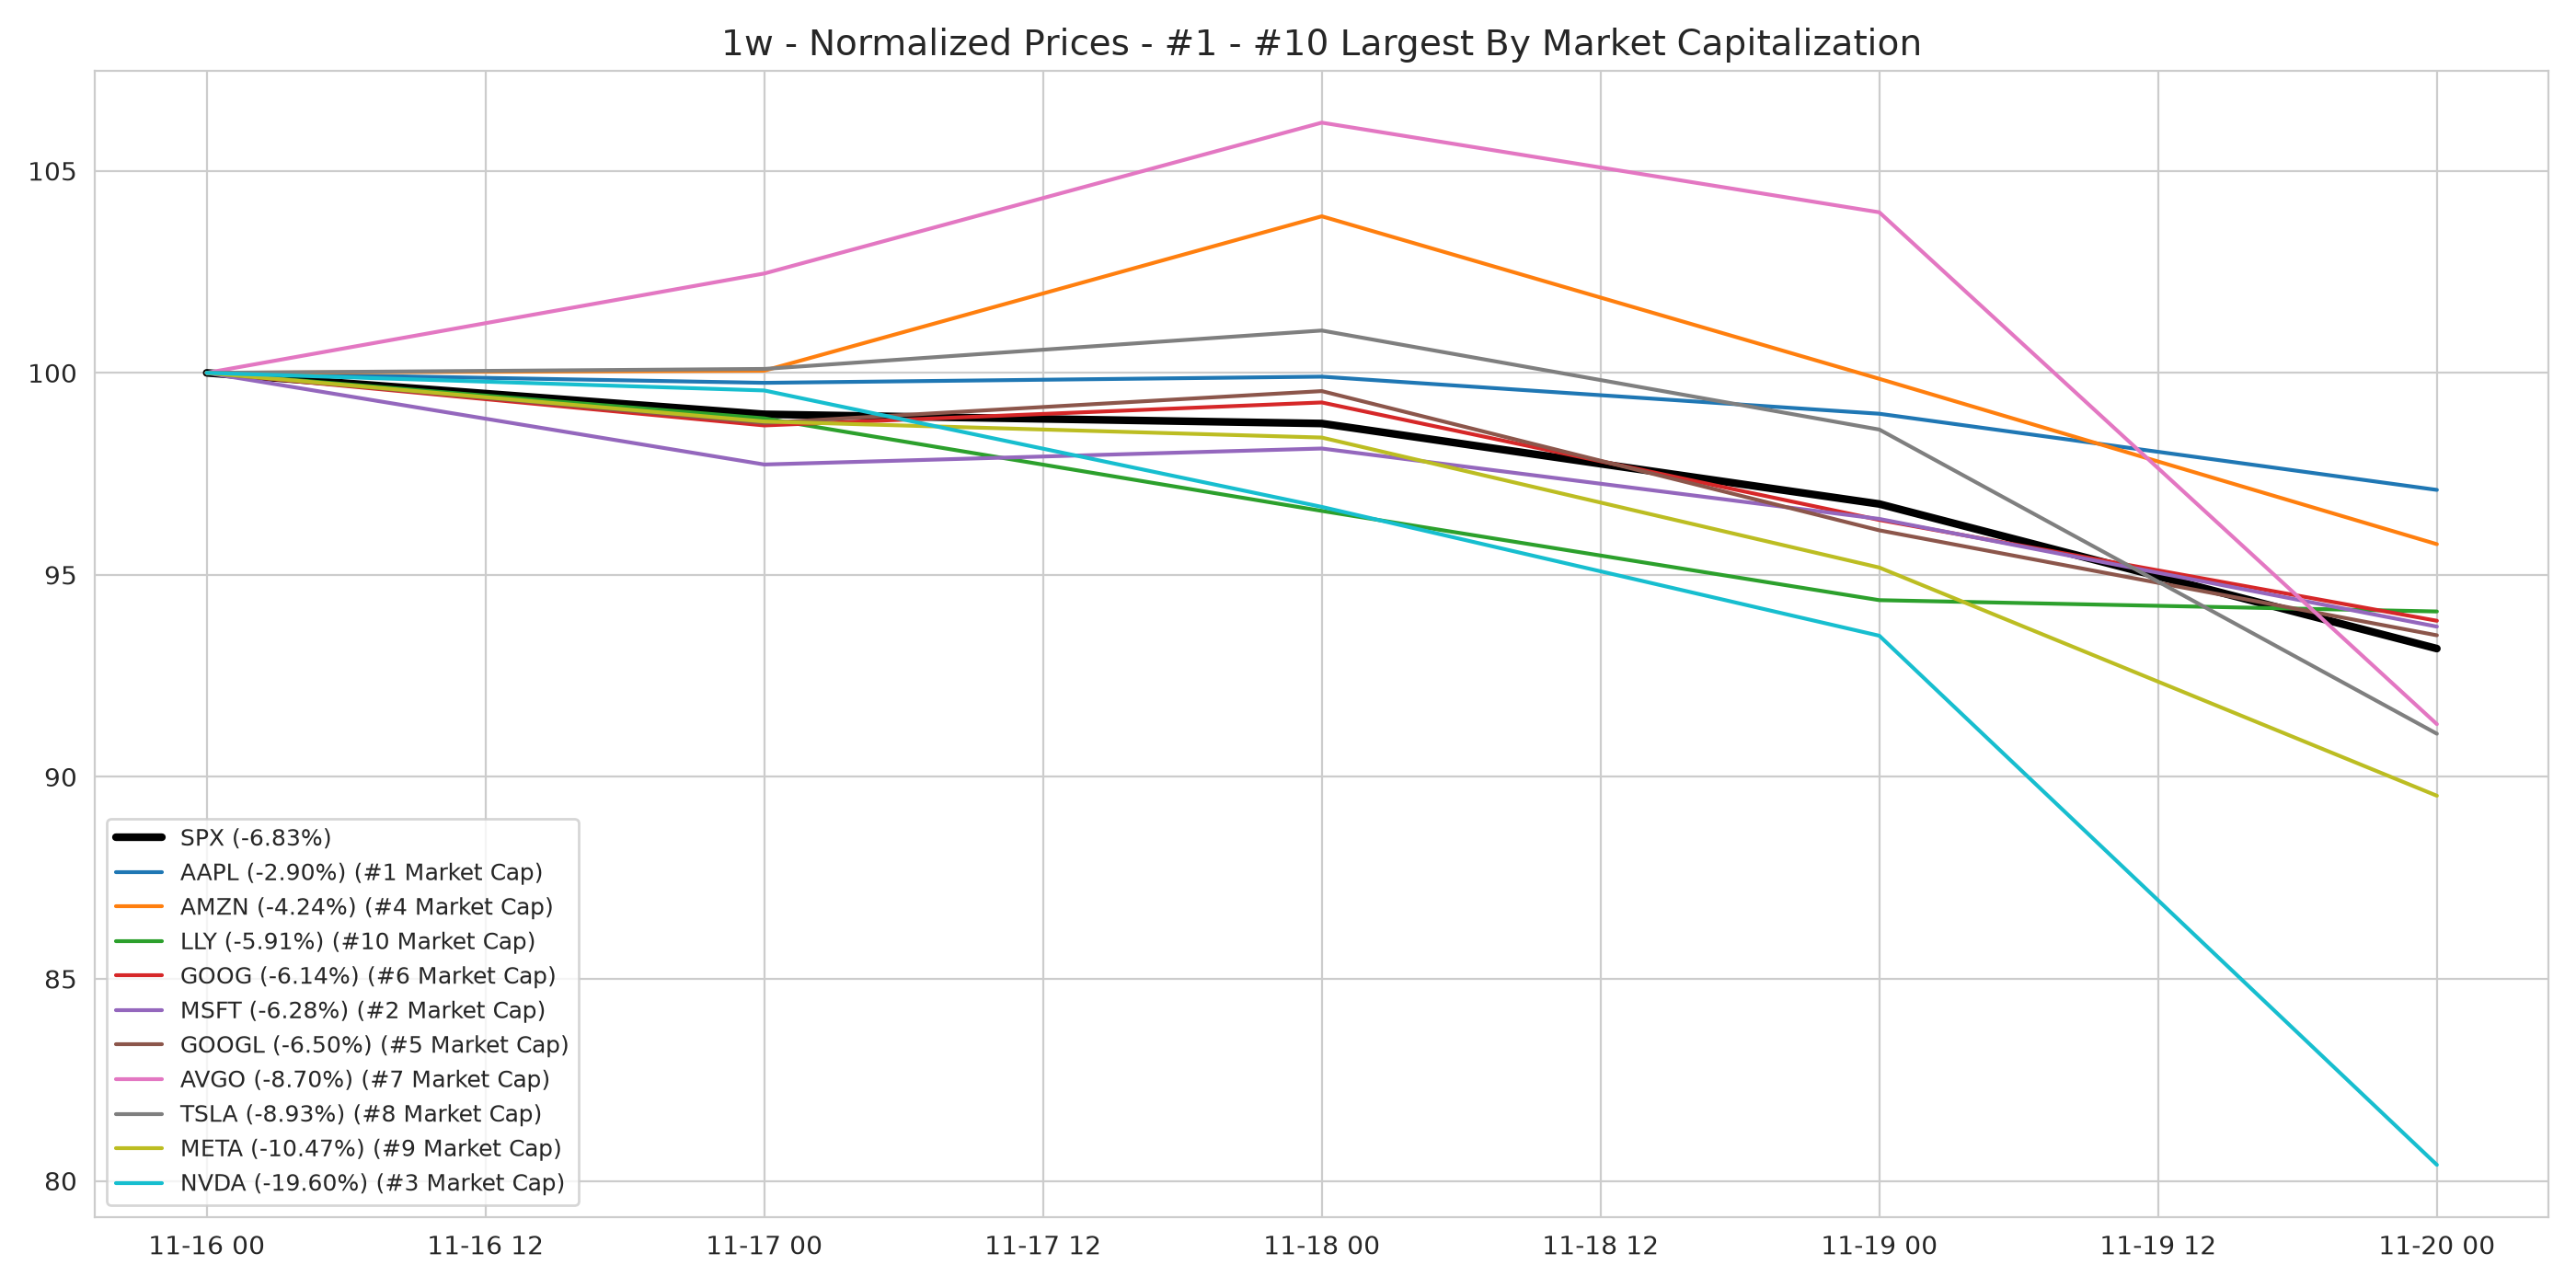 1w - Normalized Prices - #1 - #10 Largest By Market Capitalization
105
100
95
90
85
80
SPX (-6.83%)
AAPL (-2.90%) (#1 Market Cap)
AMZN (-4.24%) (#4 Market Cap)
LLY (-5.91%) (#10 Market Cap)
GOOG (-6.14%) (#6 Market Cap)
MSFT (-6.28%) (#2 Market Cap)
GOOGL (-6.50%) (#5 Market Cap)
AVGO (-8.70%) (#7 Market Cap)
TSLA (-8.93%) (#8 Market Cap)
META (-10.47%) (#9 Market Cap)
NVDA (-19.60%) (#3 Market Cap)
11-16 00 11-16 12 11-17 00 11-17 12 11-18 00 11-18 12 11-19 00 11-19 12 11-20 00